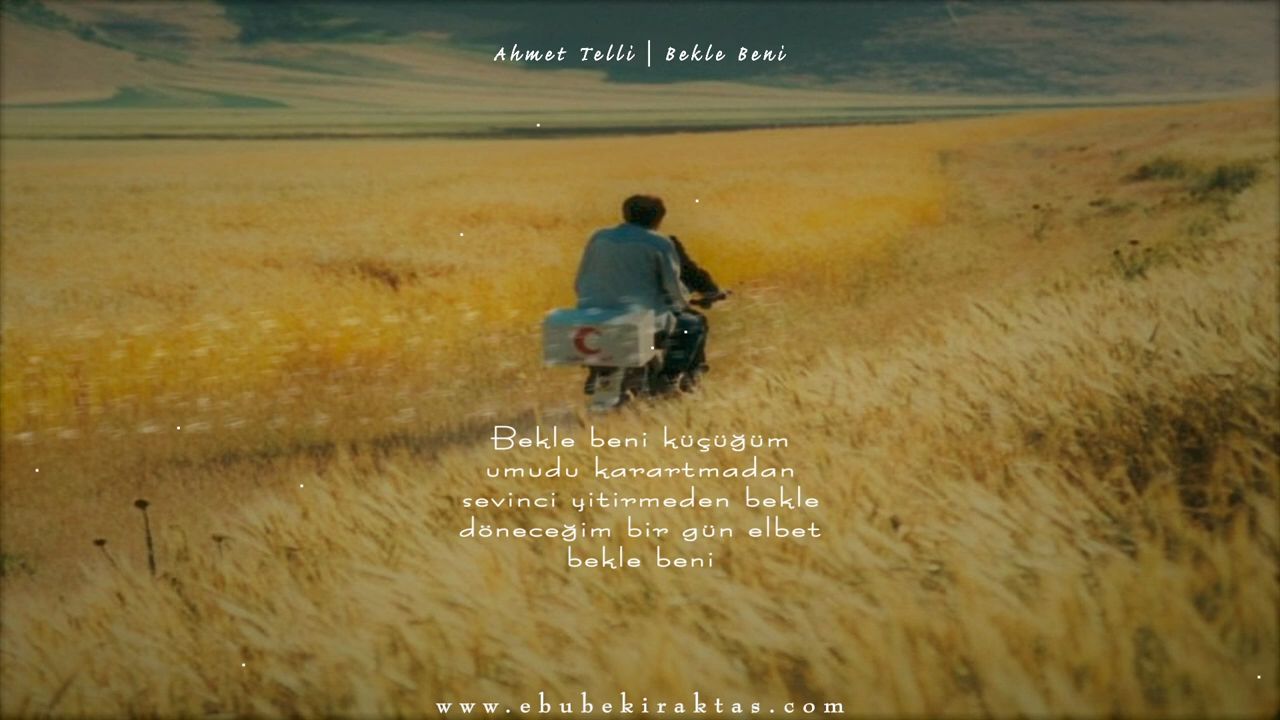 Ahmet Telli | Bekle Beni
Bekle beni küçüğüm
umudu karartmadan
sevinci yitirmeden bekle
döneceğim bir gün elbet
bekle beni
www.ebubekiraktas.com